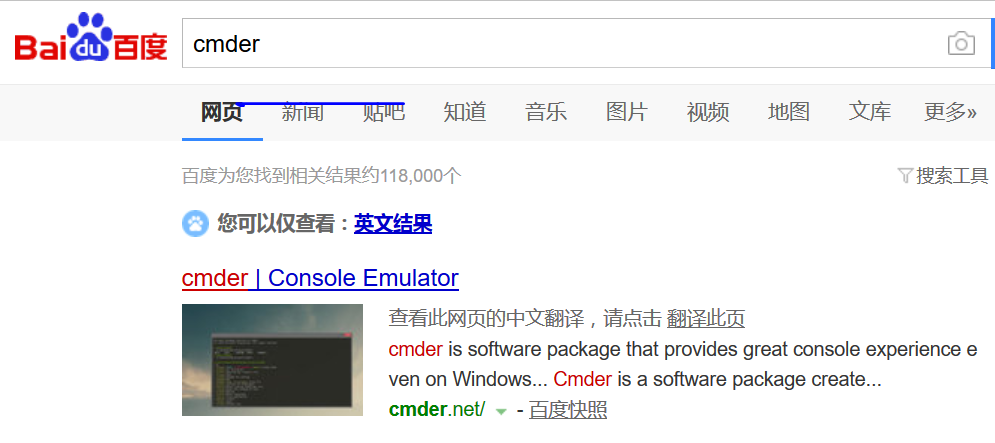 Baidu百度 cmder
网页 新闻 贴吧 知道 音乐 图片 视频 地图 文库 更多»
百度为您找到相关结果约118,000个 搜索工具
您可以仅查看：英文结果
cmder | Console Emulator
查看此网页的中文翻译，请点击 翻译此页
cmder is software package that provides great console experience e
ven on Windows... Cmder is a software package create...
cmder.net/ - 百度快照